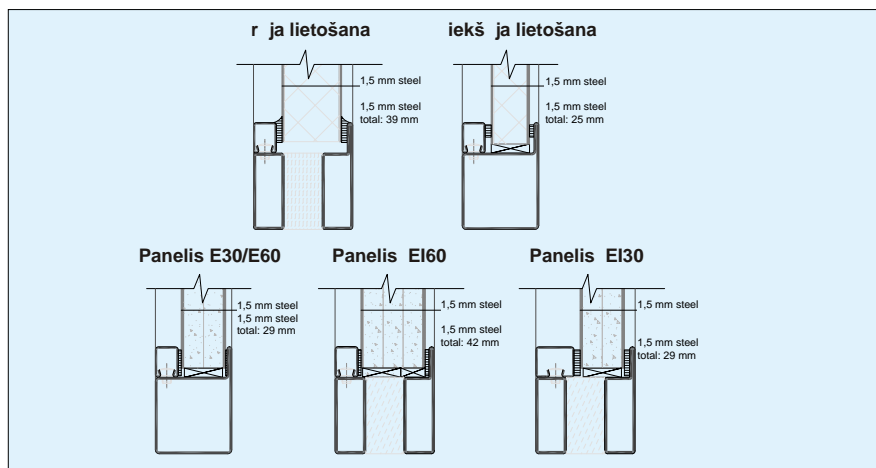 r ja lietošana
iekš ja lietošana
1,5 mm steel
1,5 mm steel
total: 39 mm
1,5 mm steel
1,5 mm steel
total: 25 mm
Panelis E30/E60
Panelis EI60
Panelis EI30
1,5 mm steel
1,5 mm steel
total: 29 mm
1,5 mm steel
1,5 mm steel
total: 42 mm
1,5 mm steel
1,5 mm steel
total: 29 mm